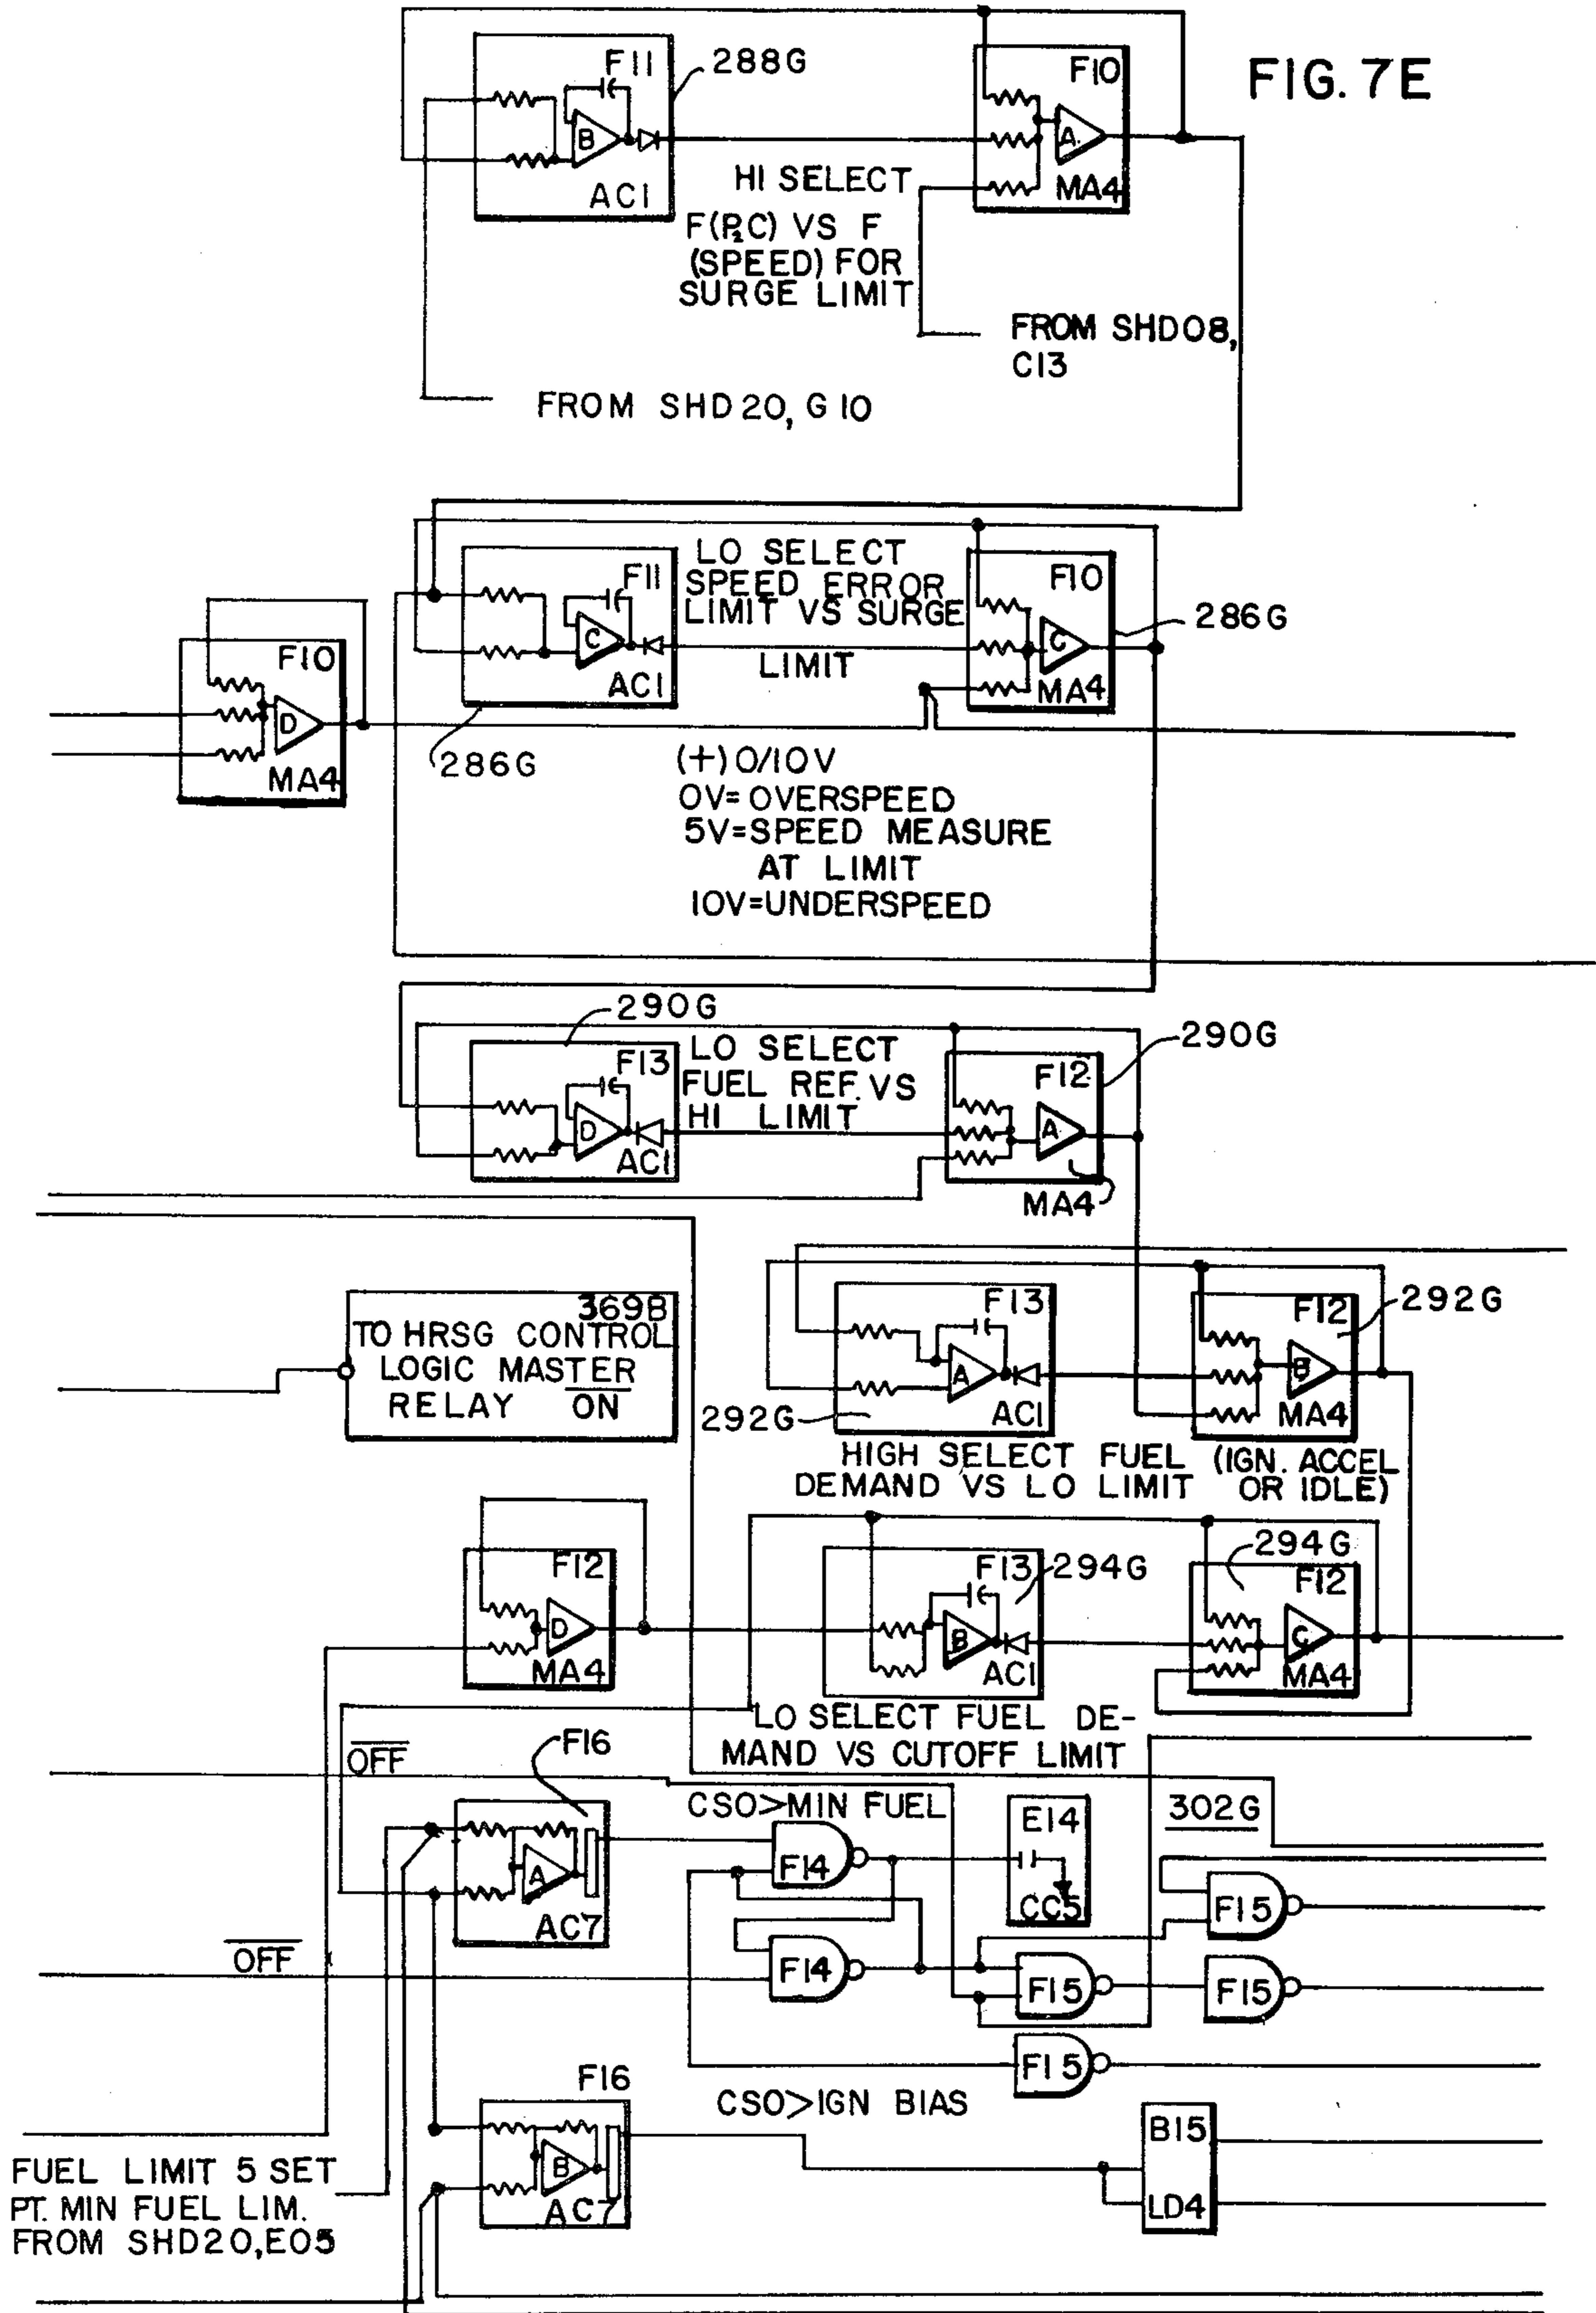 FIG. 7E
F11
288G
B
AC1
F10
A
MA4
HI SELECT
F(P2C) VS F
(SPEED) FOR
SURGE LIMIT
FROM SHD08,
C13
FROM SHD20, G10
F10
D
MA4
F11
C
AC1
286G
LO SELECT
SPEED ERROR
LIMIT VS SURGE
LIMIT
F10
C
MA4
286G
(+) 0/10V
0V=OVERSPEED
5V=SPEED MEASURE
AT LIMIT
10V=UNDERSPEED
290G
F13
D
AC1
LO SELECT
FUEL REF. VS
HI LIMIT
F12
A
MA4
290G
369B
TO HRSG CONTROL
LOGIC MASTER
RELAY ON
F13
A
AC1
292G
F12
B
MA4
292G
HIGH SELECT FUEL (IGN. ACCEL
DEMAND VS LO LIMIT OR IDLE)
F12
D
MA4
F13
B
AC1
294G
294G
F12
C
MA4
LO SELECT FUEL DE-
MAND VS CUTOFF LIMIT
OFF
F16
A
AC7
CSO>MIN FUEL
F14
E14
CC5
302G
F15
OFF
F14
F15
F15
F15
F16
B
AC7
CSO>IGN BIAS
B15
LD4
FUEL LIMIT 5 SET
PT. MIN FUEL LIM.
FROM SHD20,E05